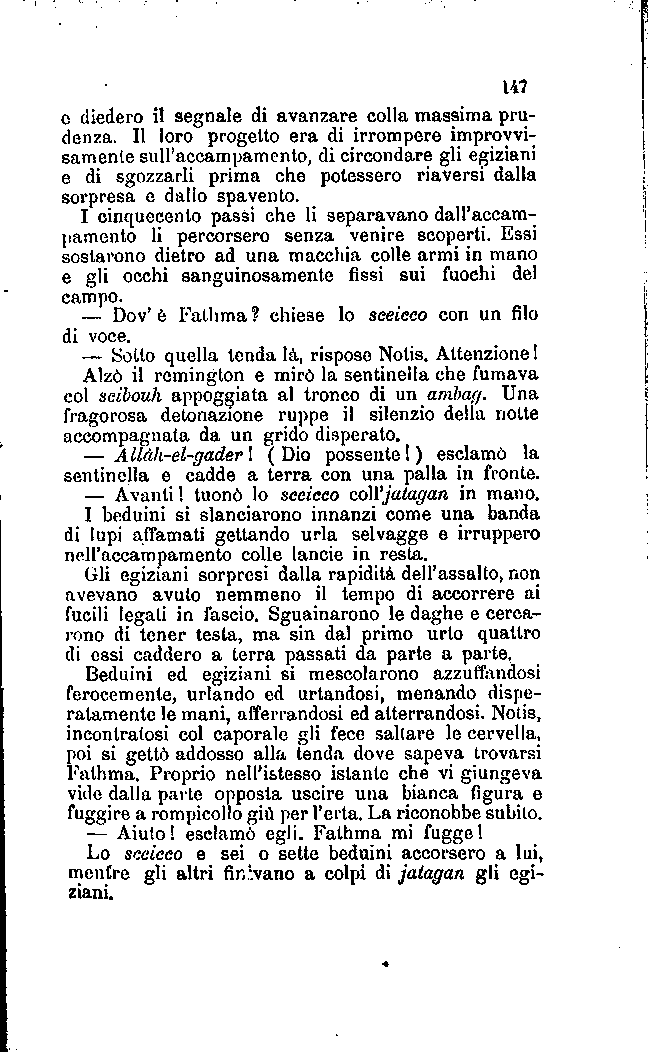 147
e diedero il segnale di avanzare colla massima pru-
denza. Il loro progetto era di irrompere improvvi-
samente sull'accampamento, di circondare gli egiziani
e di sgozzarli prima che potessero riaversi dalla
sorpresa e dallo spavento.
I cinquecento passi che li separavano dall'accam-
pamento li percorsero senza venire scoperti. Essi
sostarono dietro ad una macchia colle armi in mano
e gli occhi sanguinosamente fissi sui fuochi del
campo.
— Dov'è Fathma? chiese lo sceicco con un filo
di voce.
— Sotto quella tenda là, rispose Notis. Attenzione!
Alzò il remington e mirò la sentinella che fumava
col scibouh appoggiata al tronco di un ambag. Una
fragorosa detonazione ruppe il silenzio della notte
accompagnata da un grido disperato.
— Allàh-el-gader! (Dio possente!) esclamò la
sentinella e cadde a terra con una palla in fronte.
— Avanti! tuonò lo sceicco coll'jatagan in mano.
I beduini si slanciarono innanzi come una banda
di lupi affamati gettando urla selvagge e irruppero
nell'accampamento colle lancie in resta.
Gli egiziani sorpresi dalla rapidità dell'assalto, non
avevano avuto nemmeno il tempo di accorrere ai
fucili legati in fascio. Sguainarono le daghe e cerca-
rono di tener testa, ma sin dal primo urto quattro
di essi caddero a terra passati da parte a parte.
Beduini ed egiziani si mescolarono azzuffandosi
ferocemente, urlando ed urtandosi, menando dispe-
ratamente le mani, afferrandosi ed atterrandosi. Notis,
incontratosi col caporale gli fece saltare le cervella,
poi si gettò addosso alla tenda dove sapeva trovarsi
Fathma. Proprio nell'istesso istante che vi giungeva
vide dalla parte opposta uscire una bianca figura e
fuggire a rompicollo giù per l'erta. La riconobbe subito.
— Aiuto! esclamò egli. Fathma mi fugge!
Lo sceicco e sei o sette beduini accorsero a lui,
mentre gli altri finivano a colpi di jatagan gli egi-
ziani.